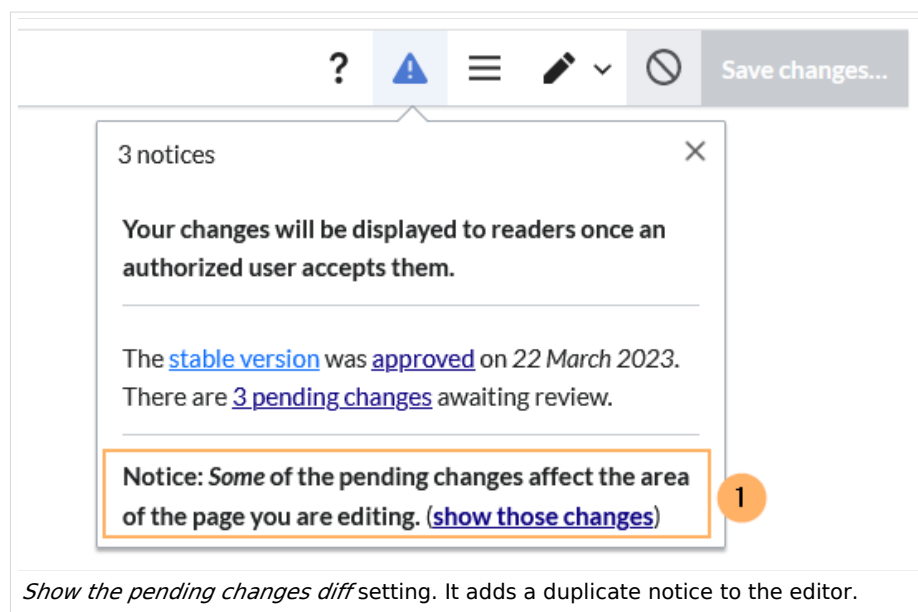 ? Save changes...
3 notices
Your changes will be displayed to readers once an
authorized user accepts them.
The stable version was approved on 22 March 2023.
There are 3 pending changes awaiting review.
Notice: Some of the pending changes affect the area
of the page you are editing. (show those changes)
1
Show the pending changes diff setting. It adds a duplicate notice to the editor.